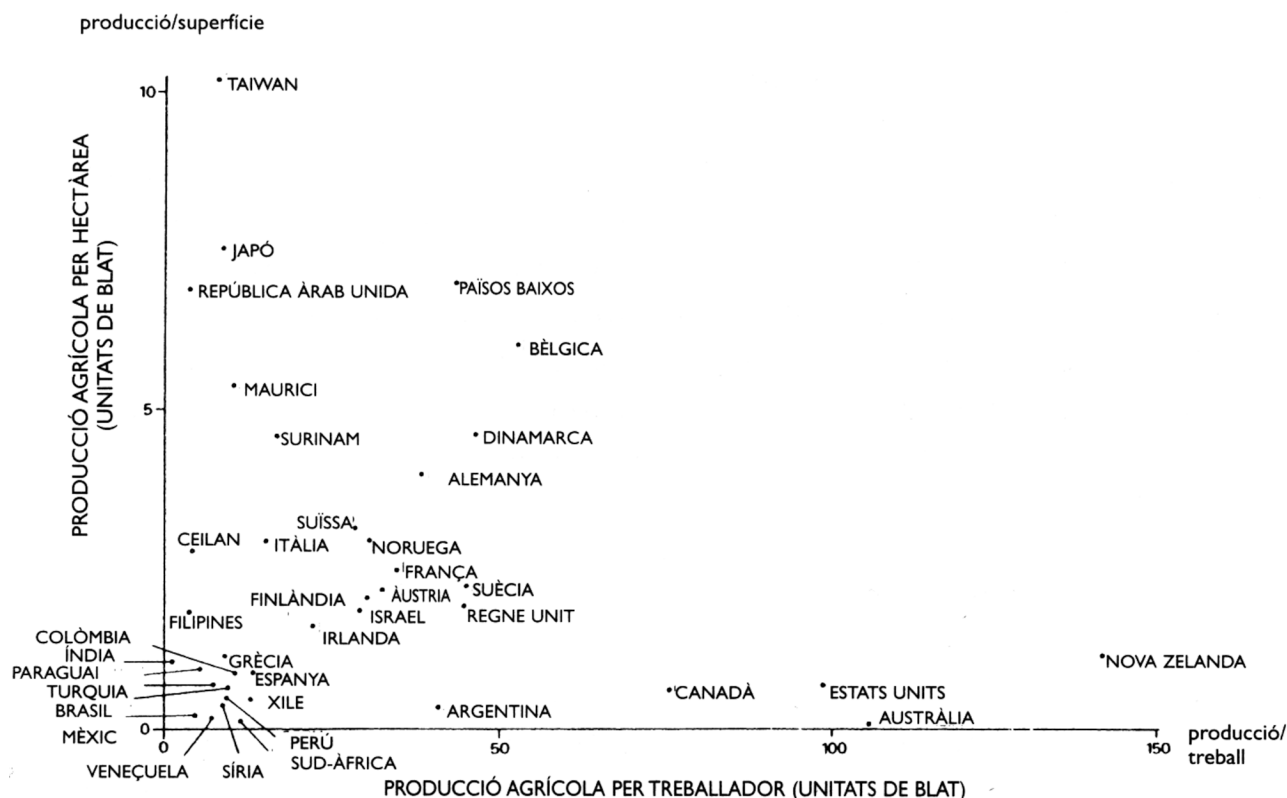 producció/superfície
PRODUCCIÓ AGRÍCOLA PER HECTÀREA
(UNITATS DE BLAT)
10
TAIWAN
JAPÓ
REPÚBLICA ÀRAB UNIDA
PAÏSOS BAIXOS
BÈLGICA
MAURICI
5
SURINAM
DINAMARCA
ALEMANYA
SUÏSSA
CEILAN
ITÀLIA
NORUEGA
FRANÇA
FINLÀNDIA
ÀUSTRIA
SUÈCIA
FILIPINES
ISRAEL
REGNE UNIT
IRLANDA
COLÒMBIA
ÍNDIA
GRÈCIA
NOVA ZELANDA
PARAGUAI
ESPANYA
TURQUIA
XILE
CANADÀ
ESTATS UNITS
BRASIL
ARGENTINA
AUSTRÀLIA
0
MÈXIC
PERÚ
VENEÇUELA
SÍRIA
SUD-ÀFRICA
0
50
100
150
producció/
treball
PRODUCCIÓ AGRÍCOLA PER TREBALLADOR (UNITATS DE BLAT)